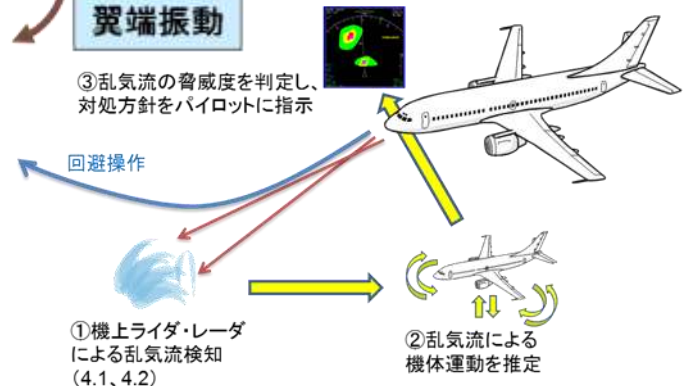 翼端振動
③乱気流の脅威度を判定し、
対処方針をパイロットに指示
回避操作
①機上ライダ・レーダ
による乱気流検知
(4.1、4.2)
②乱気流による
機体運動を推定